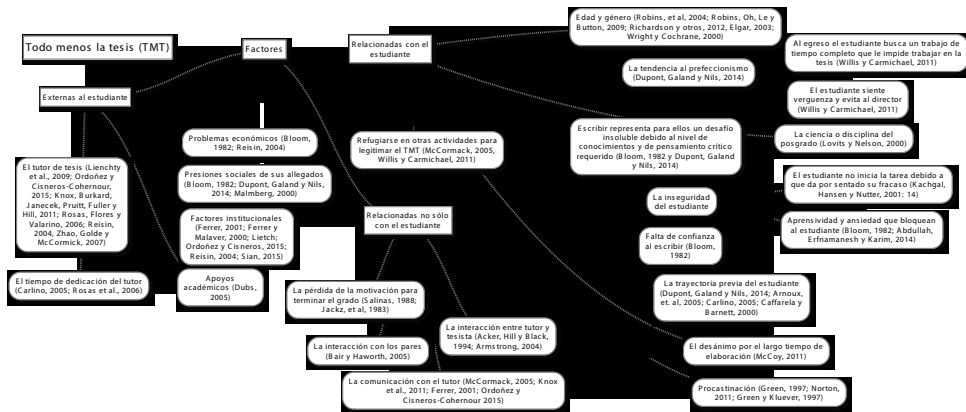 Todo menos la tesis (TMT)
Factores
Relacionadas con el
estudiante
Edad y género (Robins, et al, 2004; Robins, Oh, Le y
Button, 2009; Richardson y otros, 2012, Elgar, 2003;
Wright y Cochrane, 2000)
Al egreso el estudiante busca un trabajo de
tiempo completo que le impide trabajar en la
tesis (Willis y Carmichael, 2011)
La tendencia al prefeccionismo
(Dupont, Galand y Nils, 2014)
El estudiante siente
verguenza y evita al director
(Willis y Carmichael, 2011)
Externas al estudiante
Problemas económicos (Bloom,
1982; Reisin, 2004)
Refugiarse en otras actividades para
legitimar el TMT (McCormack, 2005,
Willis y Carmichael, 2011)
Escribir representa para ellos un desafío
insoluble debido al nivel de
conocimientos y de pensamiento crítico
requerido (Bloom, 1982 y Dupont, Galand
y Nils, 2014)
La ciencia o disciplina del
posgrado (Lovits y Nelson, 2000)
El tutor de tesis (Lienchty
et al., 2009; Ordoñez y
Cisneros-Cohernour,
2015; Knox, Burkard,
Janecek, Pruitt, Fuller y
Hill, 2011; Rosas, Flores y
Valarino, 2006; Reisin,
2004, Zhao, Golde y
McCormick, 2007)
Presiones sociales de sus allegados
(Bloom, 1982; Dupont, Galand y Nils,
2014; Malmberg, 2000)
El estudiante no inicia la tarea debido a
que da por sentado su fracaso (Kachgal,
Hansen y Nutter, 2001: 14)
La inseguridad
del estudiante
Factores institucionales
(Ferrer, 2001; Ferrer y
Malaver, 2000; Lietch;
Ordoñez y Cisneros, 2015;
Reisin, 2004; Sian, 2015)
Relacionadas no sólo
con el estudiante
Aprensividad y ansiedad que bloquean
al estudiante (Bloom, 1982; Abdullah,
Erfnamanesh y Karim, 2014)
Falta de confianza
al escribir (Bloom,
1982)
El tiempo de dedicación del tutor
(Carlino, 2005; Rosas et al., 2006)
Apoyos
académicos (Dubs,
2005)
La pérdida de la motivación para
terminar el grado (Salinas, 1988;
Jackz, et al, 1983)
La trayectoria previa del estudiante
(Dupont, Galand y Nils, 2014; Arnoux,
et. al, 2005; Carlino, 2005; Caffarela y
Barnett, 2000)
La interacción entre tutor y
tesista (Acker, Hill y Black,
1994; Armstrong, 2004)
La interacción con los pares
(Bair y Haworth, 2005)
El desánimo por el largo tiempo de
elaboración (McCoy, 2011)
La comunicación con el tutor (McCormack, 2005; Knox
et al., 2011; Ferrer, 2001; Ordoñez y
Cisneros-Cohernour 2015)
Procastinación (Green, 1997; Norton,
2011; Green y Kluever, 1997)